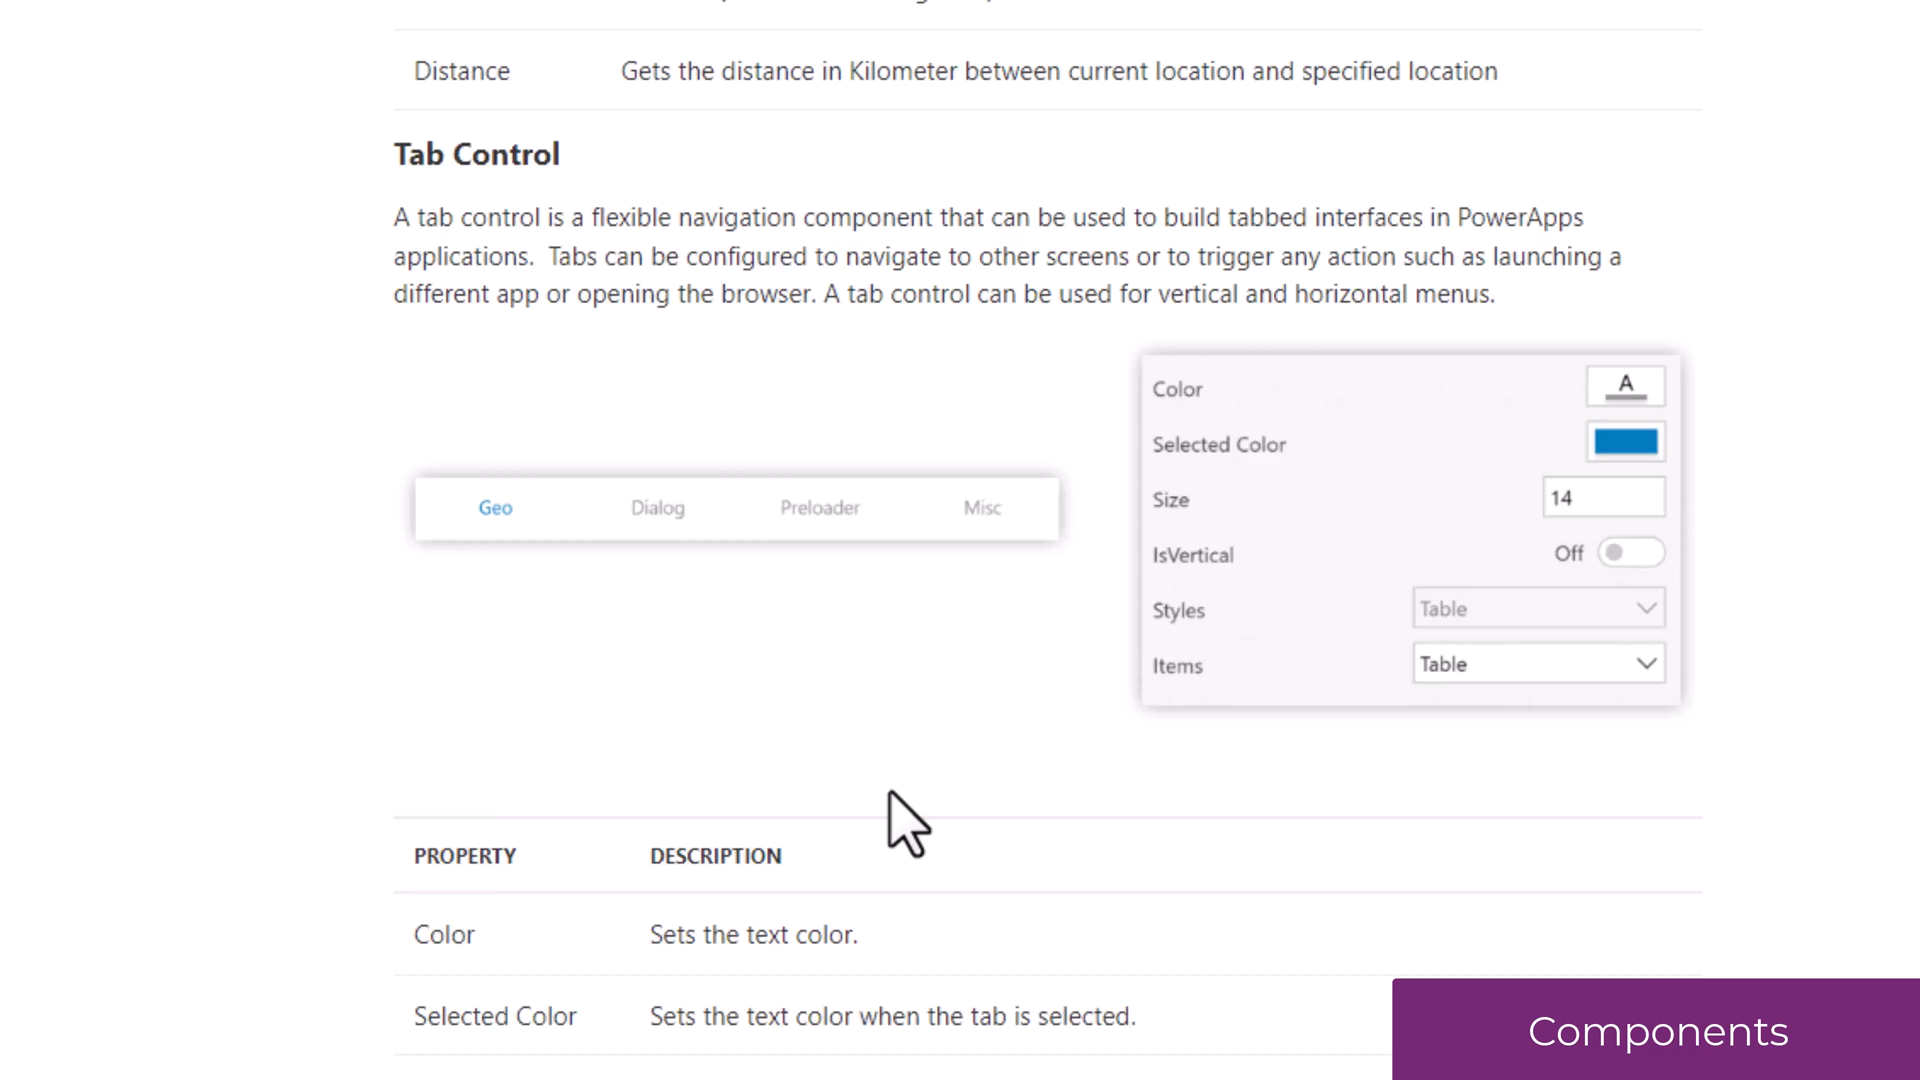 Distance Gets the distance in Kilometer between current location and specified location
Tab Control
A tab control is a flexible navigation component that can be used to build tabbed interfaces in PowerApps
applications. Tabs can be configured to navigate to other screens or to trigger any action such as launching a
different app or opening the browser. A tab control can be used for vertical and horizontal menus.
Geo Dialog Preloader Misc
Color A
Selected Color
Size 14
IsVertical Off
Styles Table
Items Table
PROPERTY DESCRIPTION
Color Sets the text color.
Selected Color Sets the text color when the tab is selected.
Components